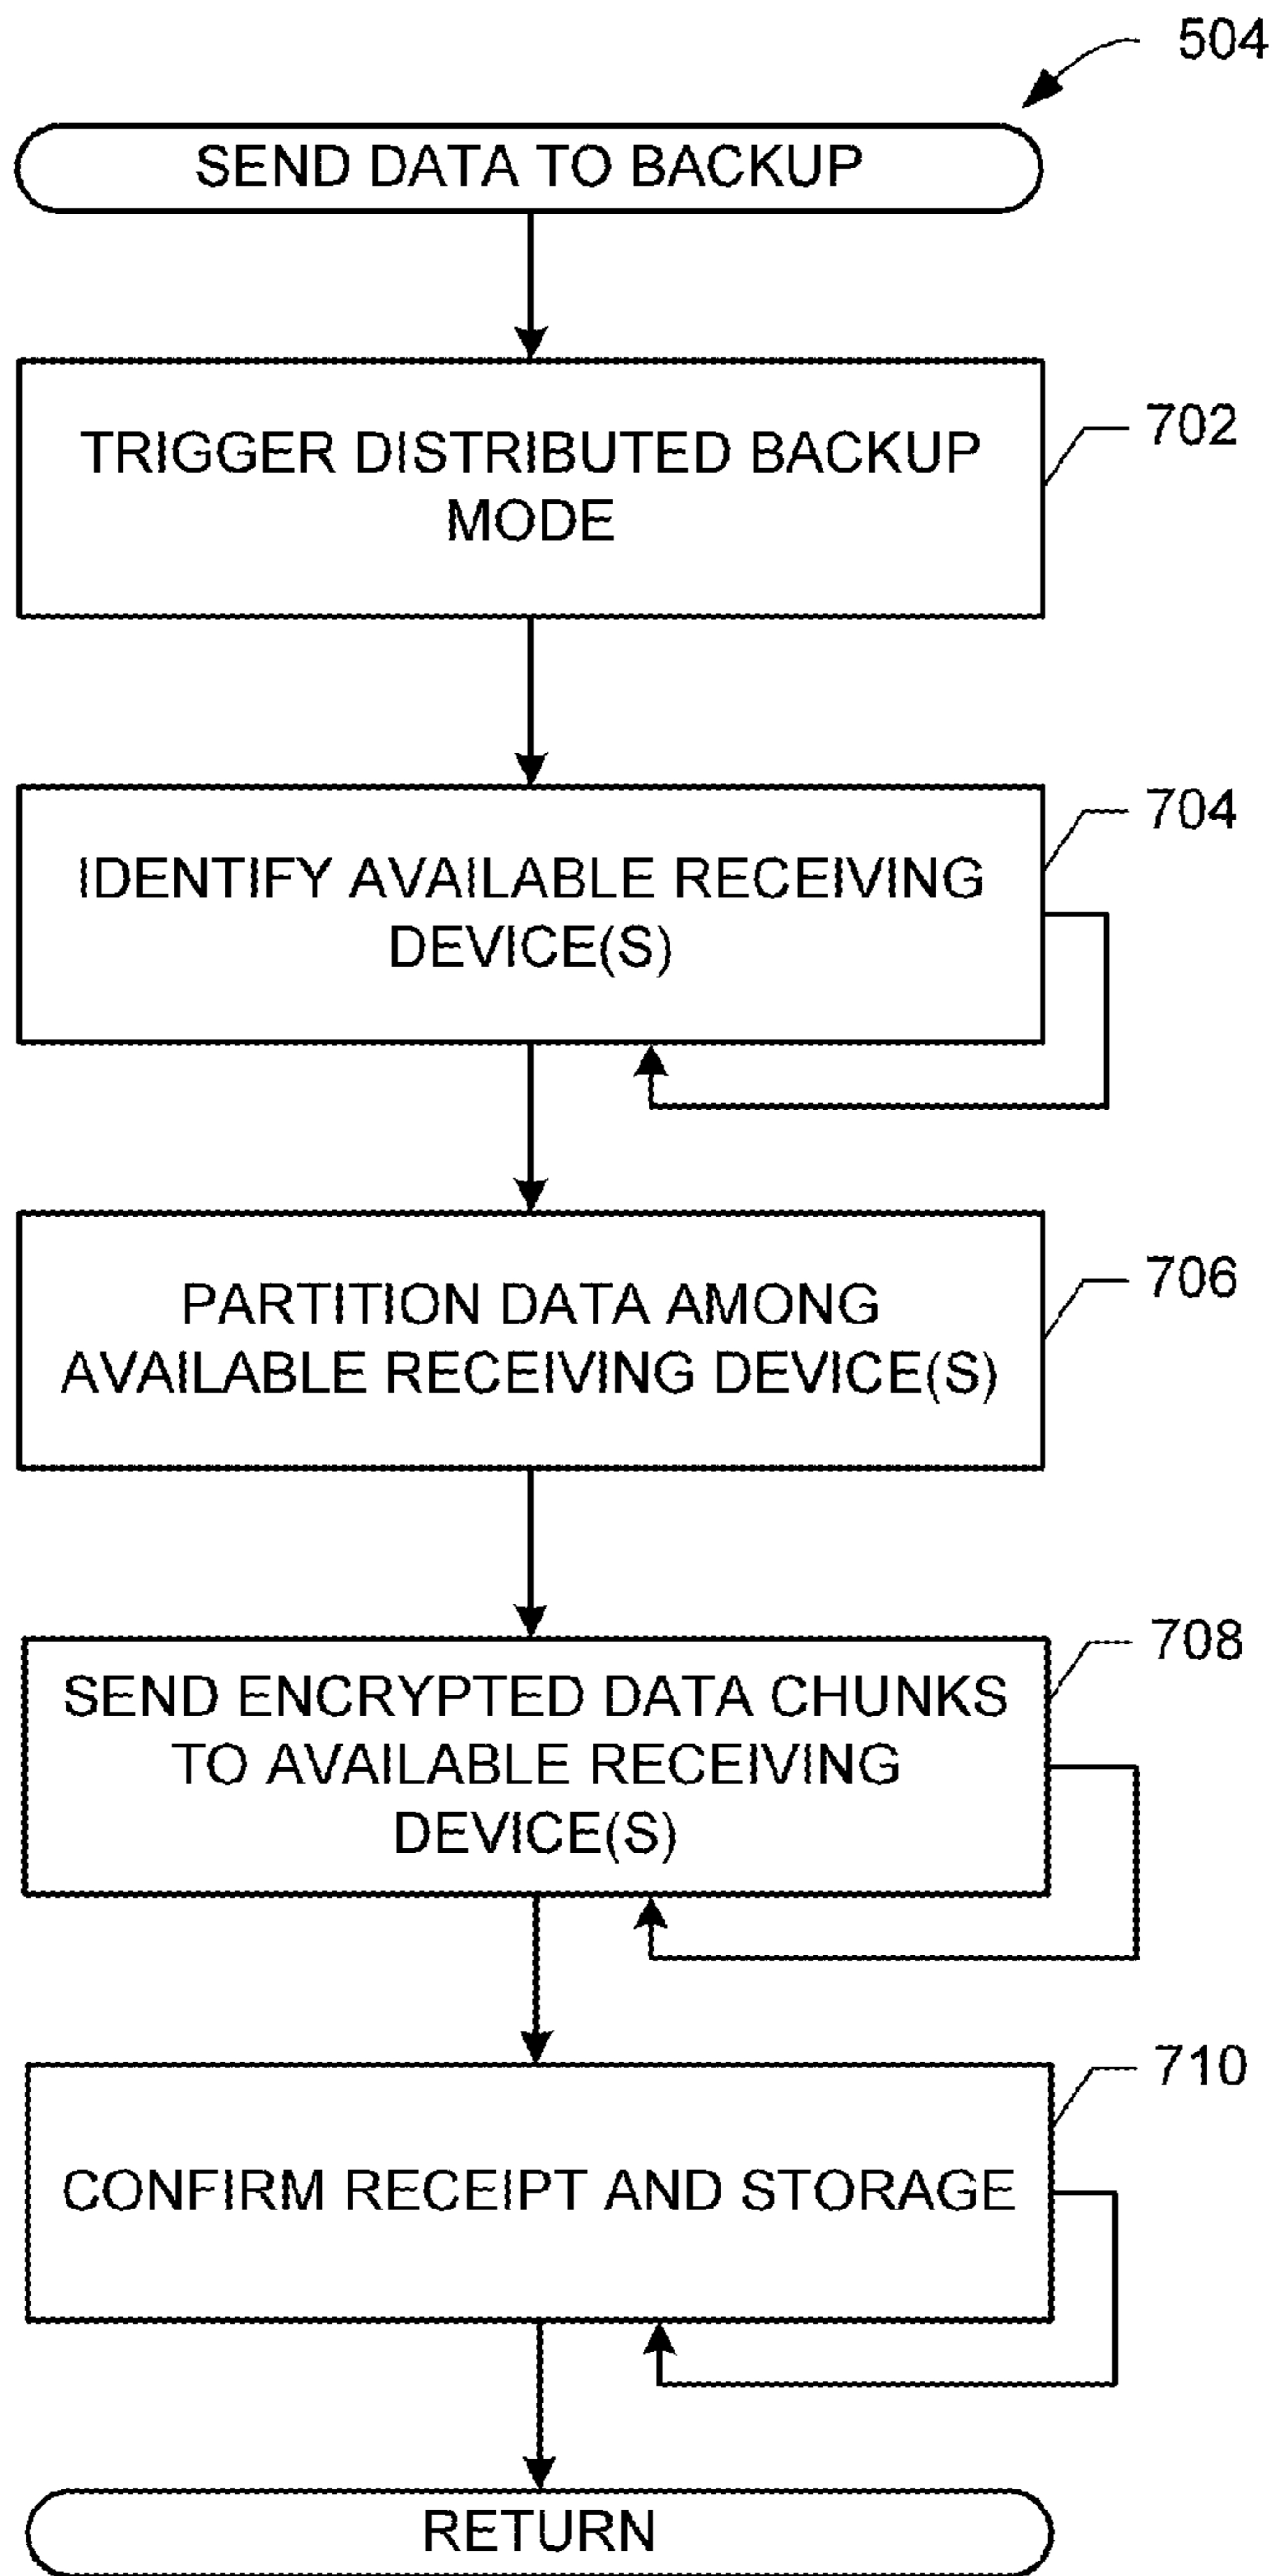 504
SEND DATA TO BACKUP
TRIGGER DISTRIBUTED BACKUP
MODE
702
IDENTIFY AVAILABLE RECEIVING
DEVICE(S)
704
PARTITION DATA AMONG
AVAILABLE RECEIVING DEVICE(S)
706
SEND ENCRYPTED DATA CHUNKS
TO AVAILABLE RECEIVING
DEVICE(S)
708
CONFIRM RECEIPT AND STORAGE
710
RETURN